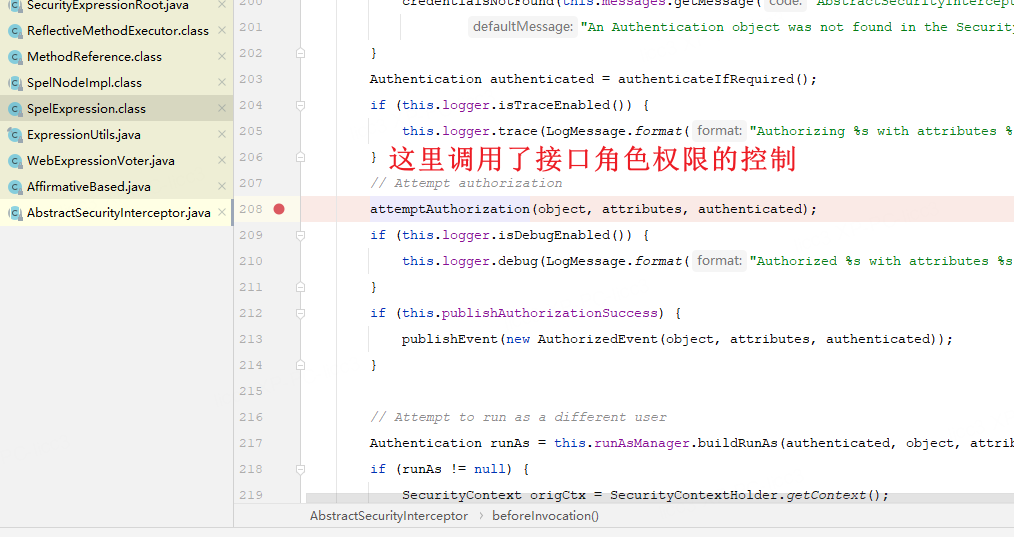 SecurityExpressionRoot.java
ReflectiveMethodExecutor.class
MethodReference.class
SpelNodeImpl.class
SpelExpression.class
ExpressionUtils.java
WebExpressionVoter.java
AffirmativeBased.java
AbstractSecurityInterceptor.java
200 credentialsNotFound(this.messages.getMessage( code: "AbstractSecurityIntercept
201 defaultMessage: "An Authentication object was not found in the Securit
202 }
203 Authentication authenticated = authenticateIfRequired();
204 if (this.logger.isTraceEnabled()) {
205 this.logger.trace(LogMessage.format( format: "Authorizing %s with attributes %
206 }
这里调用了接口角色权限的控制
207 // Attempt authorization
208 attemptAuthorization(object, attributes, authenticated);
209 if (this.logger.isDebugEnabled()) {
210 this.logger.debug(LogMessage.format( format: "Authorized %s with attributes %s
211 }
212 if (this.publishAuthorizationSuccess) {
213 publishEvent(new AuthorizedEvent(object, attributes, authenticated));
214 }
215
216 // Attempt to run as a different user
217 Authentication runAs = this.runAsManager.buildRunAs(authenticated, object, attrib
218 if (runAs != null) {
219 SecurityContext origCtx = SecurityContextHolder.getContext();
AbstractSecurityInterceptor › beforeInvocation()